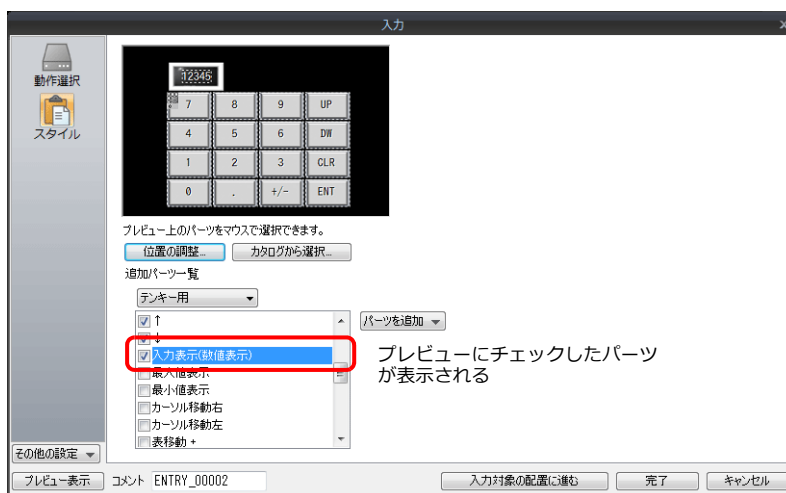 入力
動作選択
スタイル
12345
7 8 9 UP
4 5 6 DW
1 2 3 CLR
0 . +/- ENT
プレビュー上のパーツをマウスで選択できます。
位置の調整... カタログから選択...
追加パーツ一覧
テンキー用
↑
パーツを追加
↓
入力表示(数値表示)
プレビューにチェックしたパーツ
が表示される
最大値表示
最小値表示
カーソル移動右
カーソル移動左
表移動 +
その他の設定
プレビュー表示 コメント ENTRY_00002 入力対象の配置に進む 完了 キャンセル